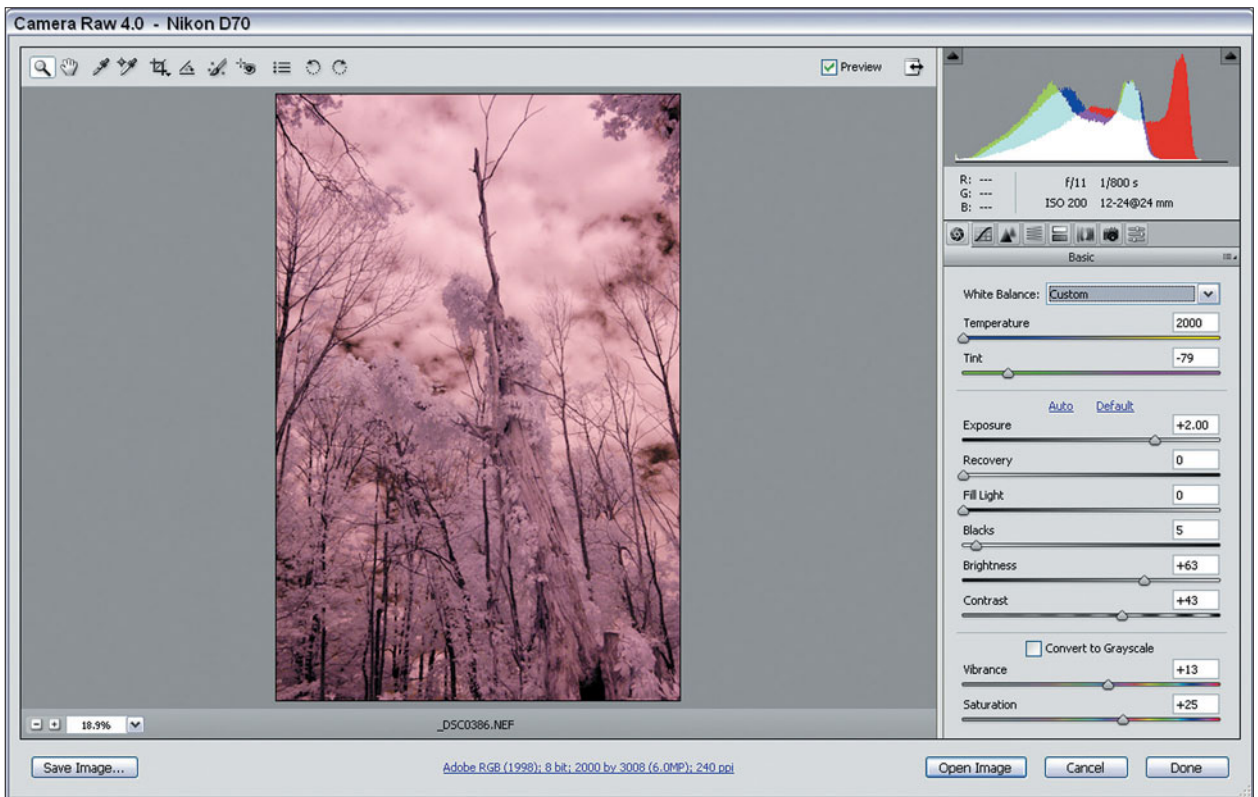 Camera Raw 4.0 - Nikon D70
Preview
R: ---
G: ---
B: ---
f/11 1/800 s
ISO 200 12-24@24 mm
Basic
White Balance: Custom
Temperature 2000
Tint -79
Auto Default
Exposure +2.00
Recovery 0
Fill Light 0
Blacks 5
Brightness +63
Contrast +43
Convert to Grayscale
Vibrance +13
Saturation +25
18.9%
_DSC0386.NEF
Save Image...
Adobe RGB (1998); 8 bit; 2000 by 3008 (6.0MP); 240 ppi
Open Image
Cancel
Done